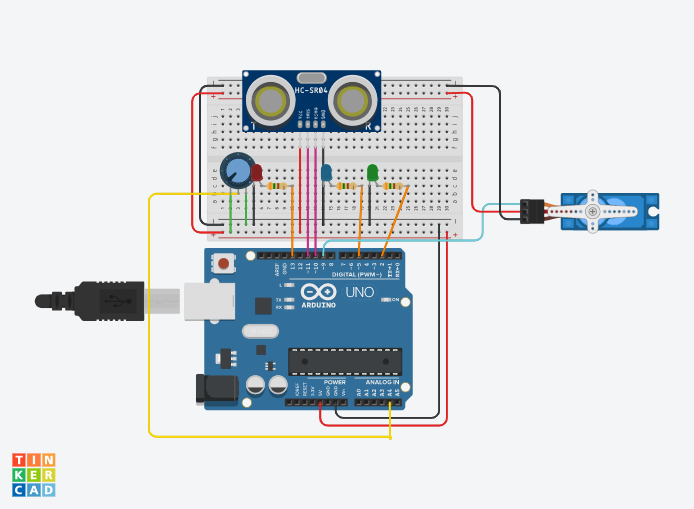 HC-SR04
VCC
TRIG
ECHO
GND
T
R
AREF
GND
13
12
~11
~10
~9
8
7
~6
~5
4
~3
2
TX→1
RX←0
DIGITAL (PWM~)
L
TX
RX
ARDUINO
UNO
ON
POWER
ANALOG IN
IOREF
RESET
3.3V
5V
GND
GND
Vin
A0
A1
A2
A3
A4
A5
TIN
KER
CAD